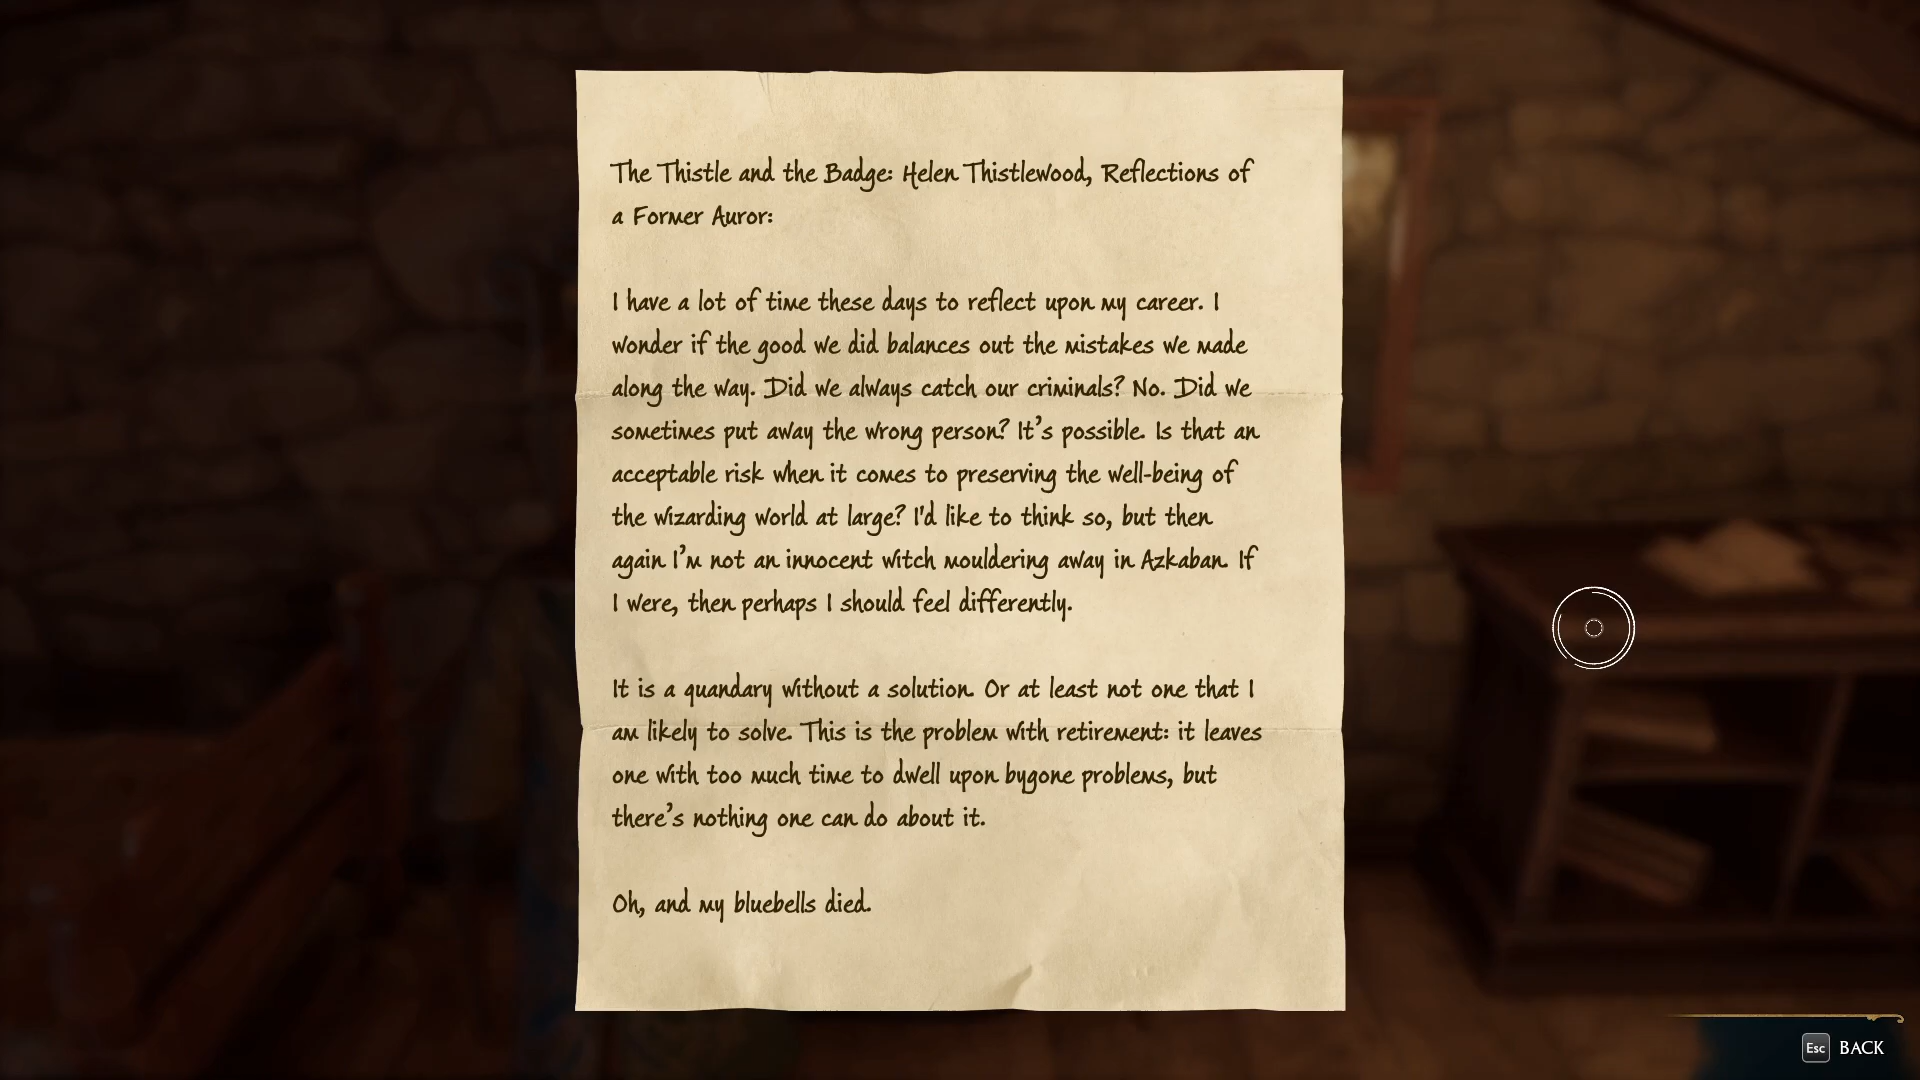 The Thistle and the Badge: Helen Thistlewood, Reflections of
a Former Auror:
I have a lot of time these days to reflect upon my career. I
wonder if the good we did balances out the mistakes we made
along the way. Did we always catch our criminals? No. Did we
sometimes put away the wrong person? It's possible. Is that an
acceptable risk when it comes to preserving the well-being of
the wizarding world at large? I'd like to think so, but then
again I'm not an innocent witch mouldering away in Azkaban. If
I were, then perhaps I should feel differently.
It is a quandary without a solution. Or at least not one that I
am likely to solve. This is the problem with retirement: it leaves
one with too much time to dwell upon bygone problems, but
there's nothing one can do about it.
Oh, and my bluebells died.
Esc BACK